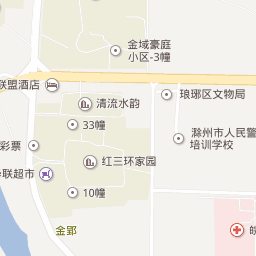 金域豪庭
小区-3幢
联盟酒店
清流水韵
琅琊区文物局
33幢
滁州市人民警
培训学校
彩票
红三环家园
联超市
10幢
金郢
皖